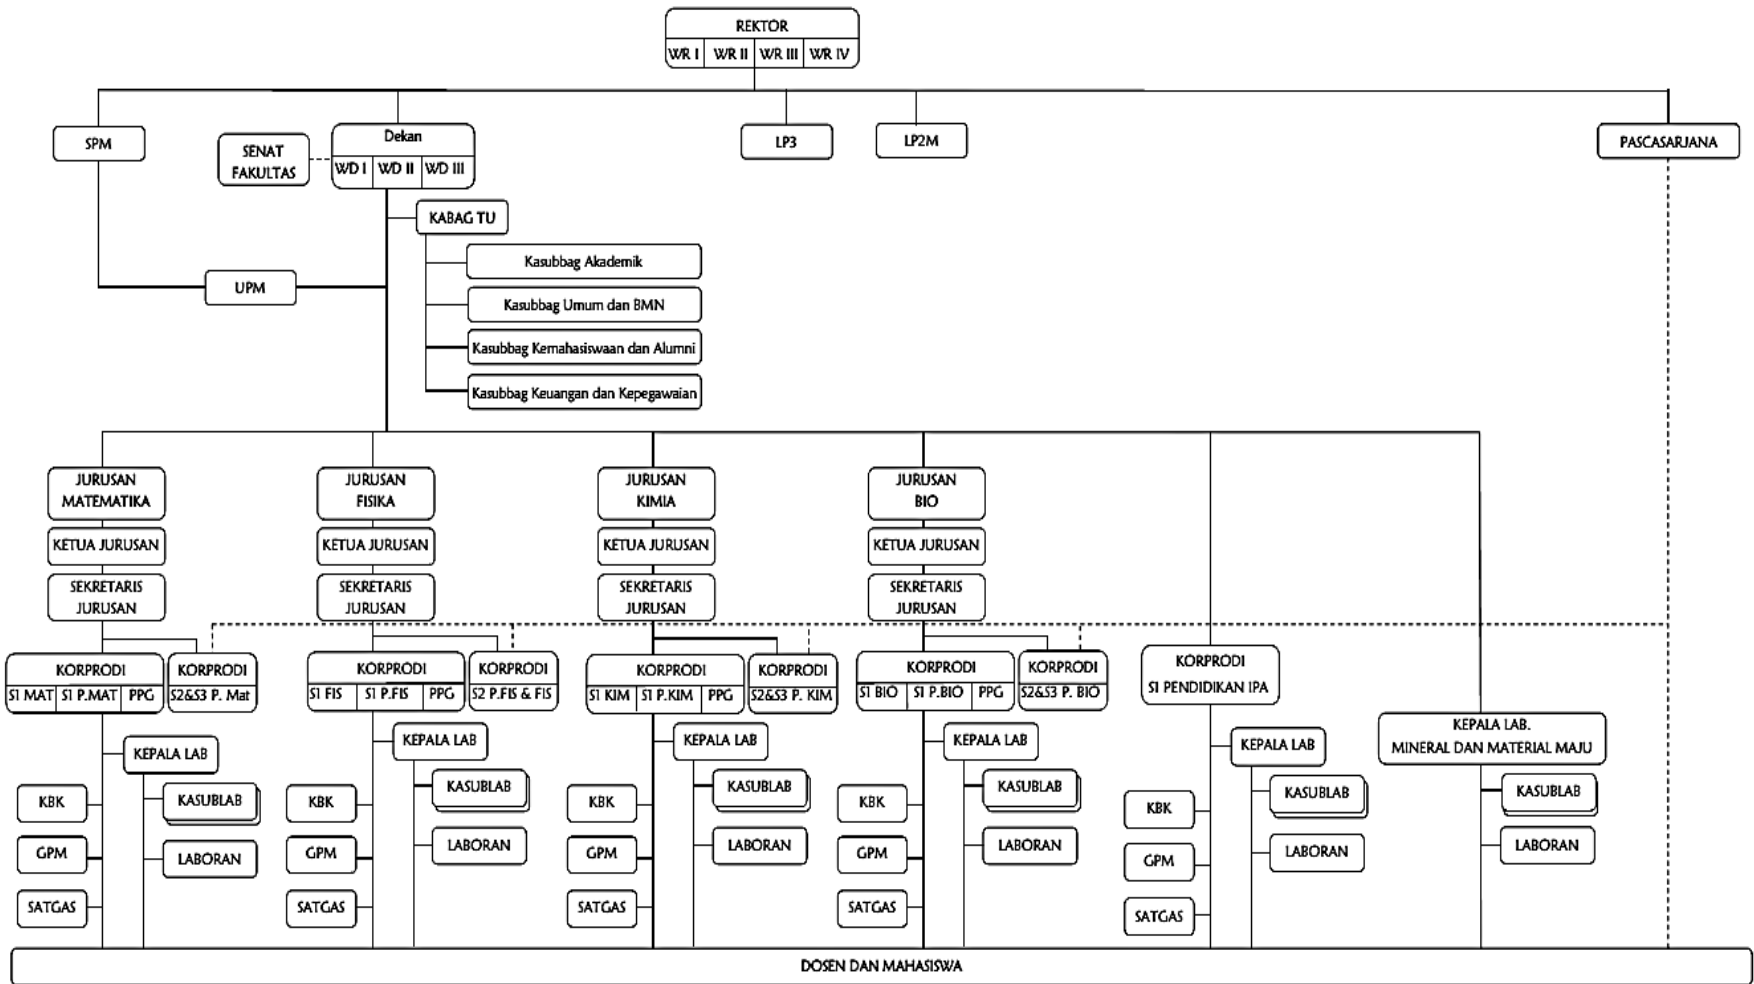 REKTOR
WR I WR II WR III WR IV
SPM
SENAT
FAKULTAS
Dekan
WD I WD II WD III
LP3
LP2M
PASCASARJANA
KABAG TU
Kasubbag Akademik
UPM
Kasubbag Umum dan BMN
Kasubbag Kemahasiswaan dan Alumni
Kasubbag Keuangan dan Kepegawaian
JURUSAN
MATEMATIKA
JURUSAN
FISIKA
JURUSAN
KIMIA
JURUSAN
BIO
KETUA JURUSAN
KETUA JURUSAN
KETUA JURUSAN
KETUA JURUSAN
SEKRETARIS
JURUSAN
SEKRETARIS
JURUSAN
SEKRETARIS
JURUSAN
SEKRETARIS
JURUSAN
KORPRODI
S1 MAT S1 P.MAT PPG
KORPRODI
S2&S3 P. Mat
KORPRODI
S1 FIS S1 P.FIS PPG
KORPRODI
S2 P.FIS & FIS
KORPRODI
S1 KIM S1 P.KIM PPG
KORPRODI
S2&S3 P. KIM
KORPRODI
S1 BIO S1 P.BIO PPG
KORPRODI
S2&S3 P. BIO
KORPRODI
S1 PENDIDIKAN IPA
KEPALA LAB.
MINERAL DAN MATERIAL MAJU
KEPALA LAB
KEPALA LAB
KEPALA LAB
KEPALA LAB
KEPALA LAB
KBK
KASUBLAB
KBK
KASUBLAB
KBK
KASUBLAB
KBK
KASUBLAB
KBK
KASUBLAB
KASUBLAB
GPM
LABORAN
GPM
LABORAN
GPM
LABORAN
GPM
LABORAN
GPM
LABORAN
LABORAN
SATGAS
SATGAS
SATGAS
SATGAS
SATGAS
DOSEN DAN MAHASISWA